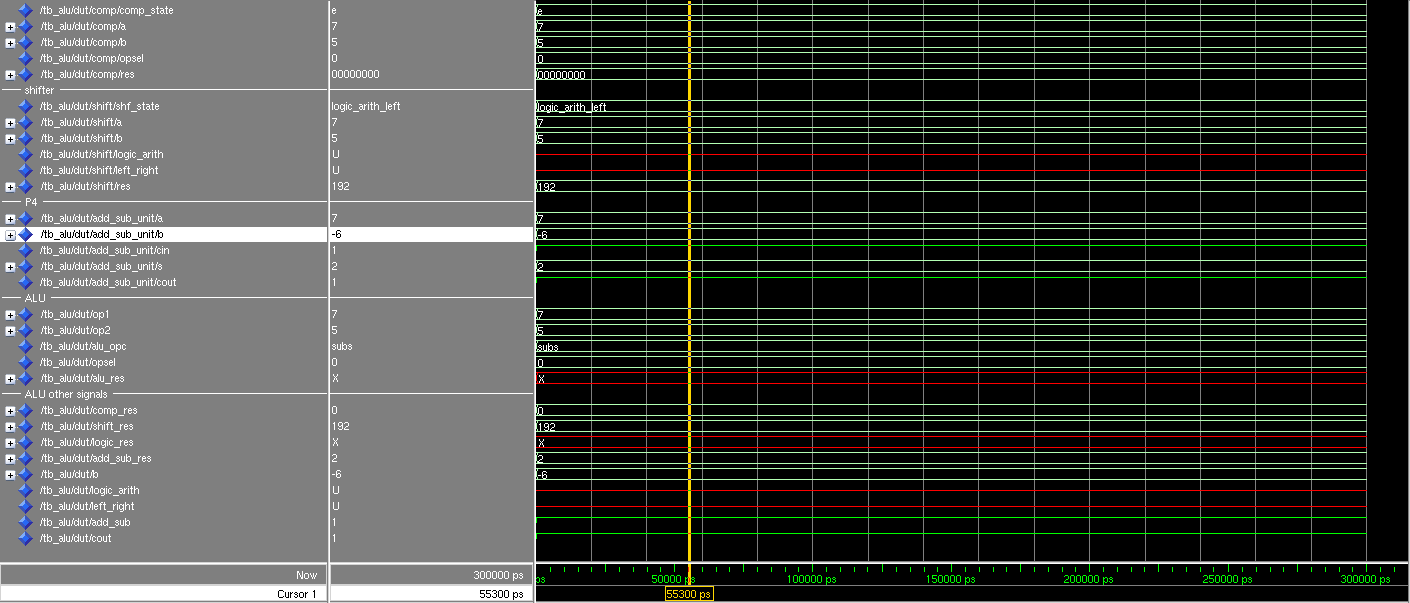 /tb_alu/dut/comp/comp_state e e
/tb_alu/dut/comp/a 7 7
/tb_alu/dut/comp/b 5 5
/tb_alu/dut/comp/opsel 0 0
/tb_alu/dut/comp/res 00000000 00000000
shifter
/tb_alu/dut/shift/shf_state logic_arith_left logic_arith_left
/tb_alu/dut/shift/a 7 7
/tb_alu/dut/shift/b 5 5
/tb_alu/dut/shift/logic_arith U
/tb_alu/dut/shift/left_right U
/tb_alu/dut/shift/res 192 192
P4
/tb_alu/dut/add_sub_unit/a 7 7
/tb_alu/dut/add_sub_unit/b -6 -6
/tb_alu/dut/add_sub_unit/cin 1
/tb_alu/dut/add_sub_unit/s 2 2
/tb_alu/dut/add_sub_unit/cout 1
ALU
/tb_alu/dut/op1 7 7
/tb_alu/dut/op2 5 5
/tb_alu/dut/alu_opc subs subs
/tb_alu/dut/opsel 0 0
/tb_alu/dut/alu_res X X
ALU other signals
/tb_alu/dut/comp_res 0 0
/tb_alu/dut/shift_res 192 192
/tb_alu/dut/logic_res X X
/tb_alu/dut/add_sub_res 2 2
/tb_alu/dut/b -6 -6
/tb_alu/dut/logic_arith U
/tb_alu/dut/left_right U
/tb_alu/dut/add_sub 1
/tb_alu/dut/cout 1
Now 300000 ps ps 50000 ps 100000 ps 150000 ps 200000 ps 250000 ps 300000 ps
Cursor 1 55300 ps 55300 ps